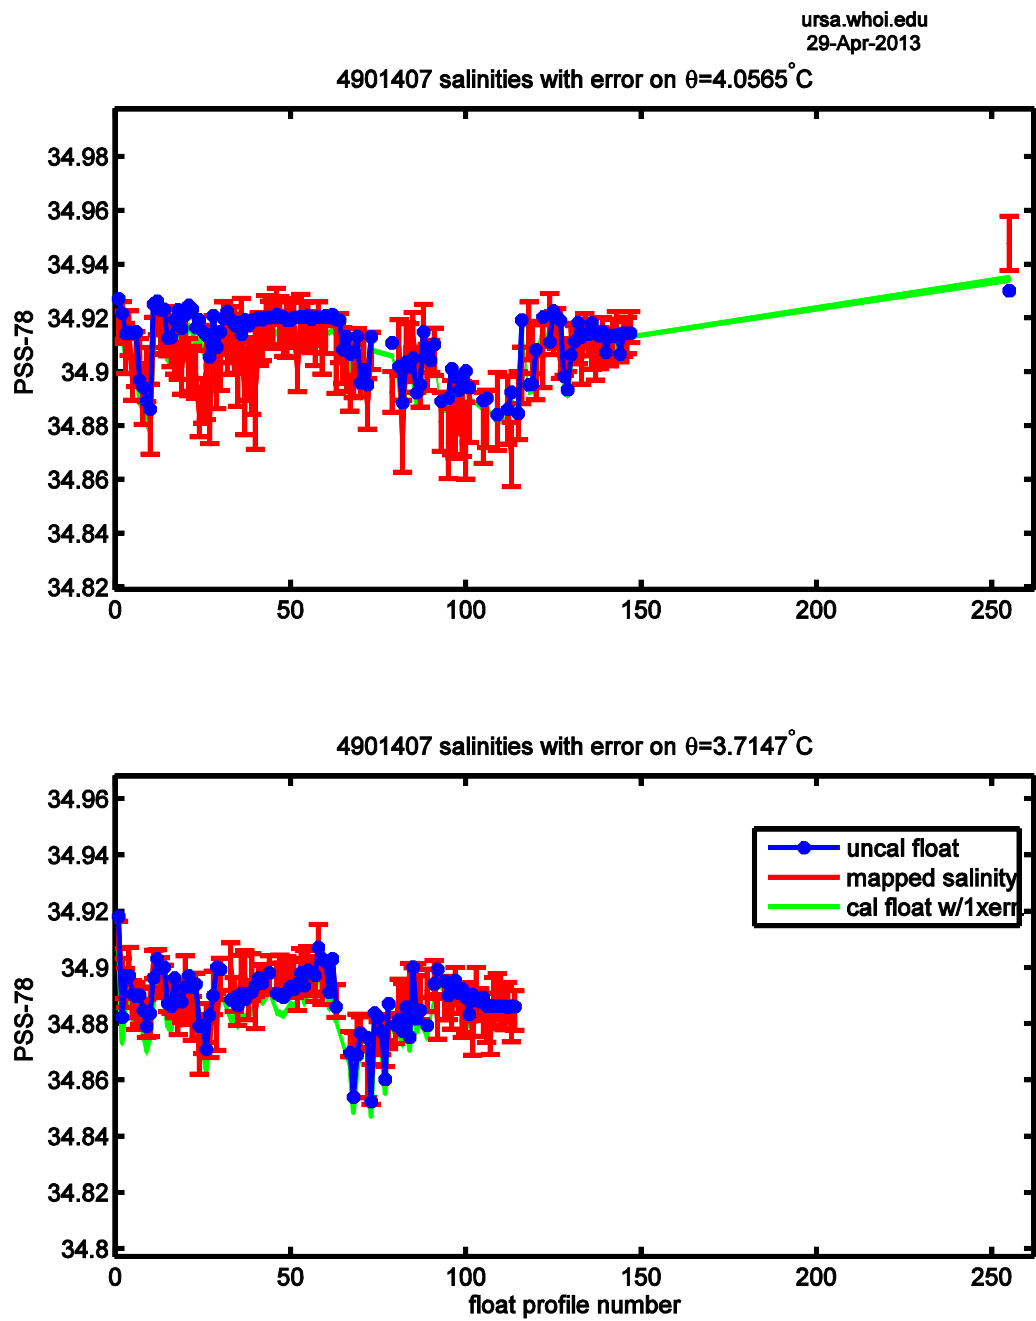 ursa.whoi.edu
29-Apr-2013
4901407 salinities with error on θ=4.0565°C
34.98
34.96
34.94
34.92
34.9
34.88
34.86
34.84
34.82
PSS-78
0 50 100 150 200 250
4901407 salinities with error on θ=3.7147°C
34.96
34.94
34.92
34.9
34.88
34.86
34.84
34.82
34.8
PSS-78
uncal float
mapped salinity
cal float w/1xerr
0 50 100 150 200 250
float profile number